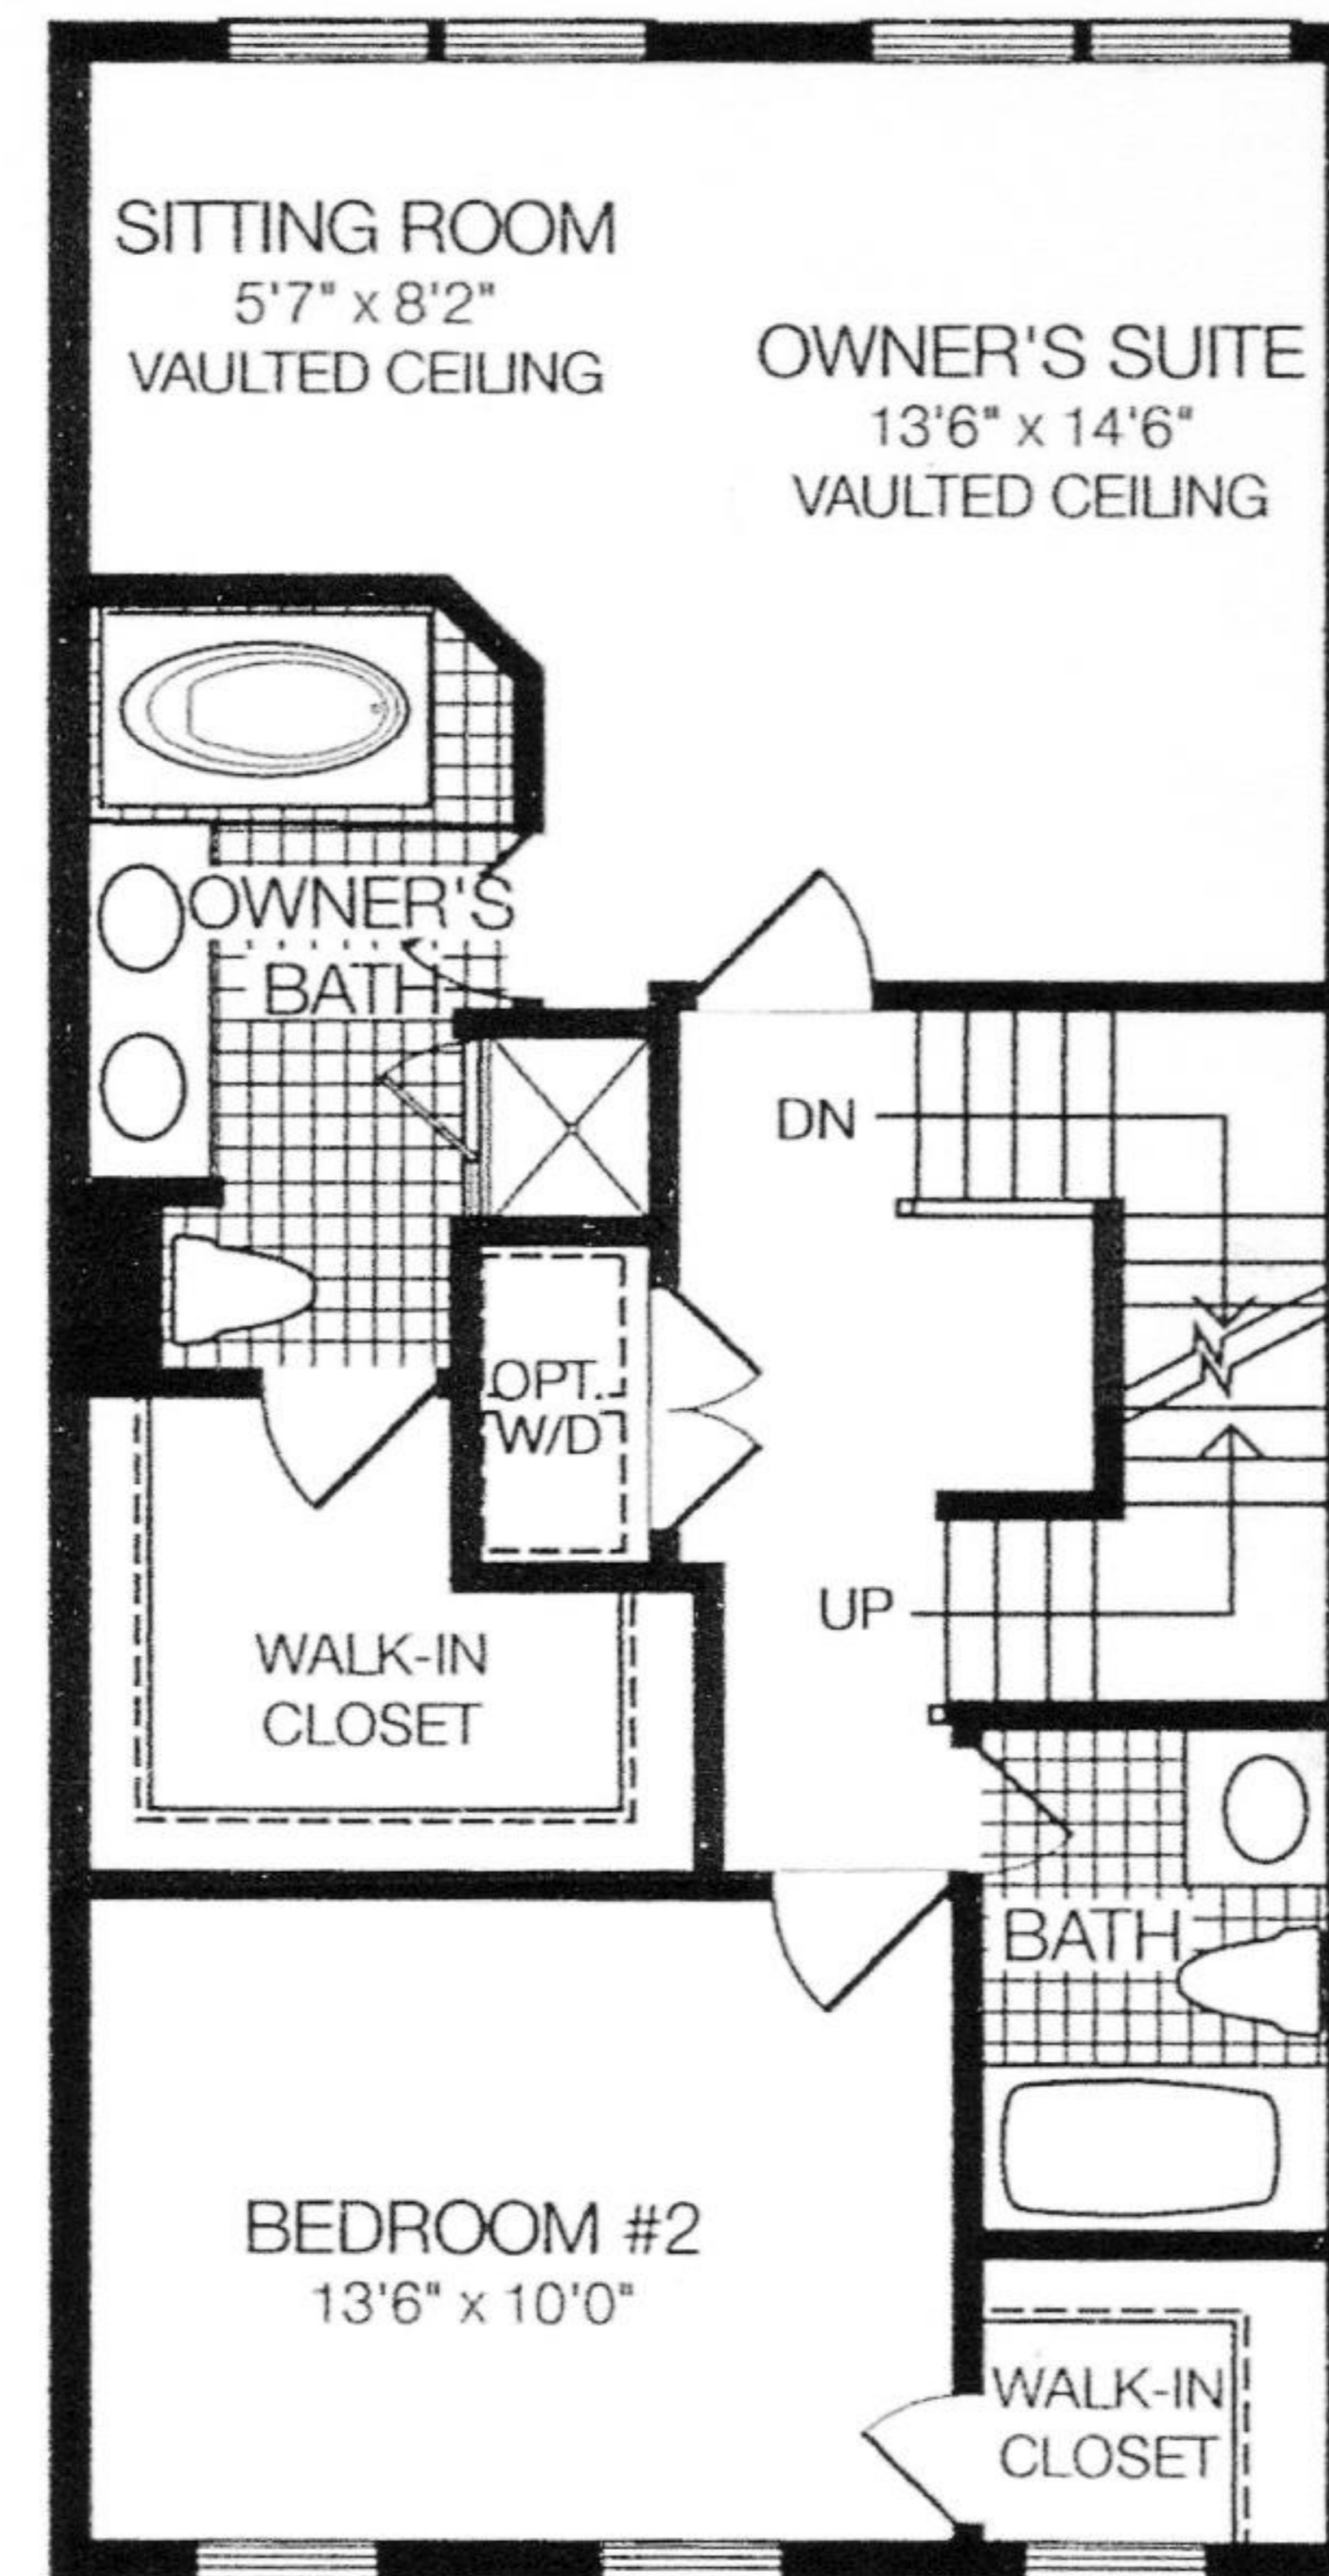 SITTING ROOM
5'7" x 8'2"
VAULTED CEILING
OWNER'S SUITE
13'6" x 14'6"
VAULTED CEILING
OWNER'S
BATH
DN
OPT.
W/D
UP
WALK-IN
CLOSET
BATH
BEDROOM #2
13'6" x 10'0"
WALK-IN
CLOSET